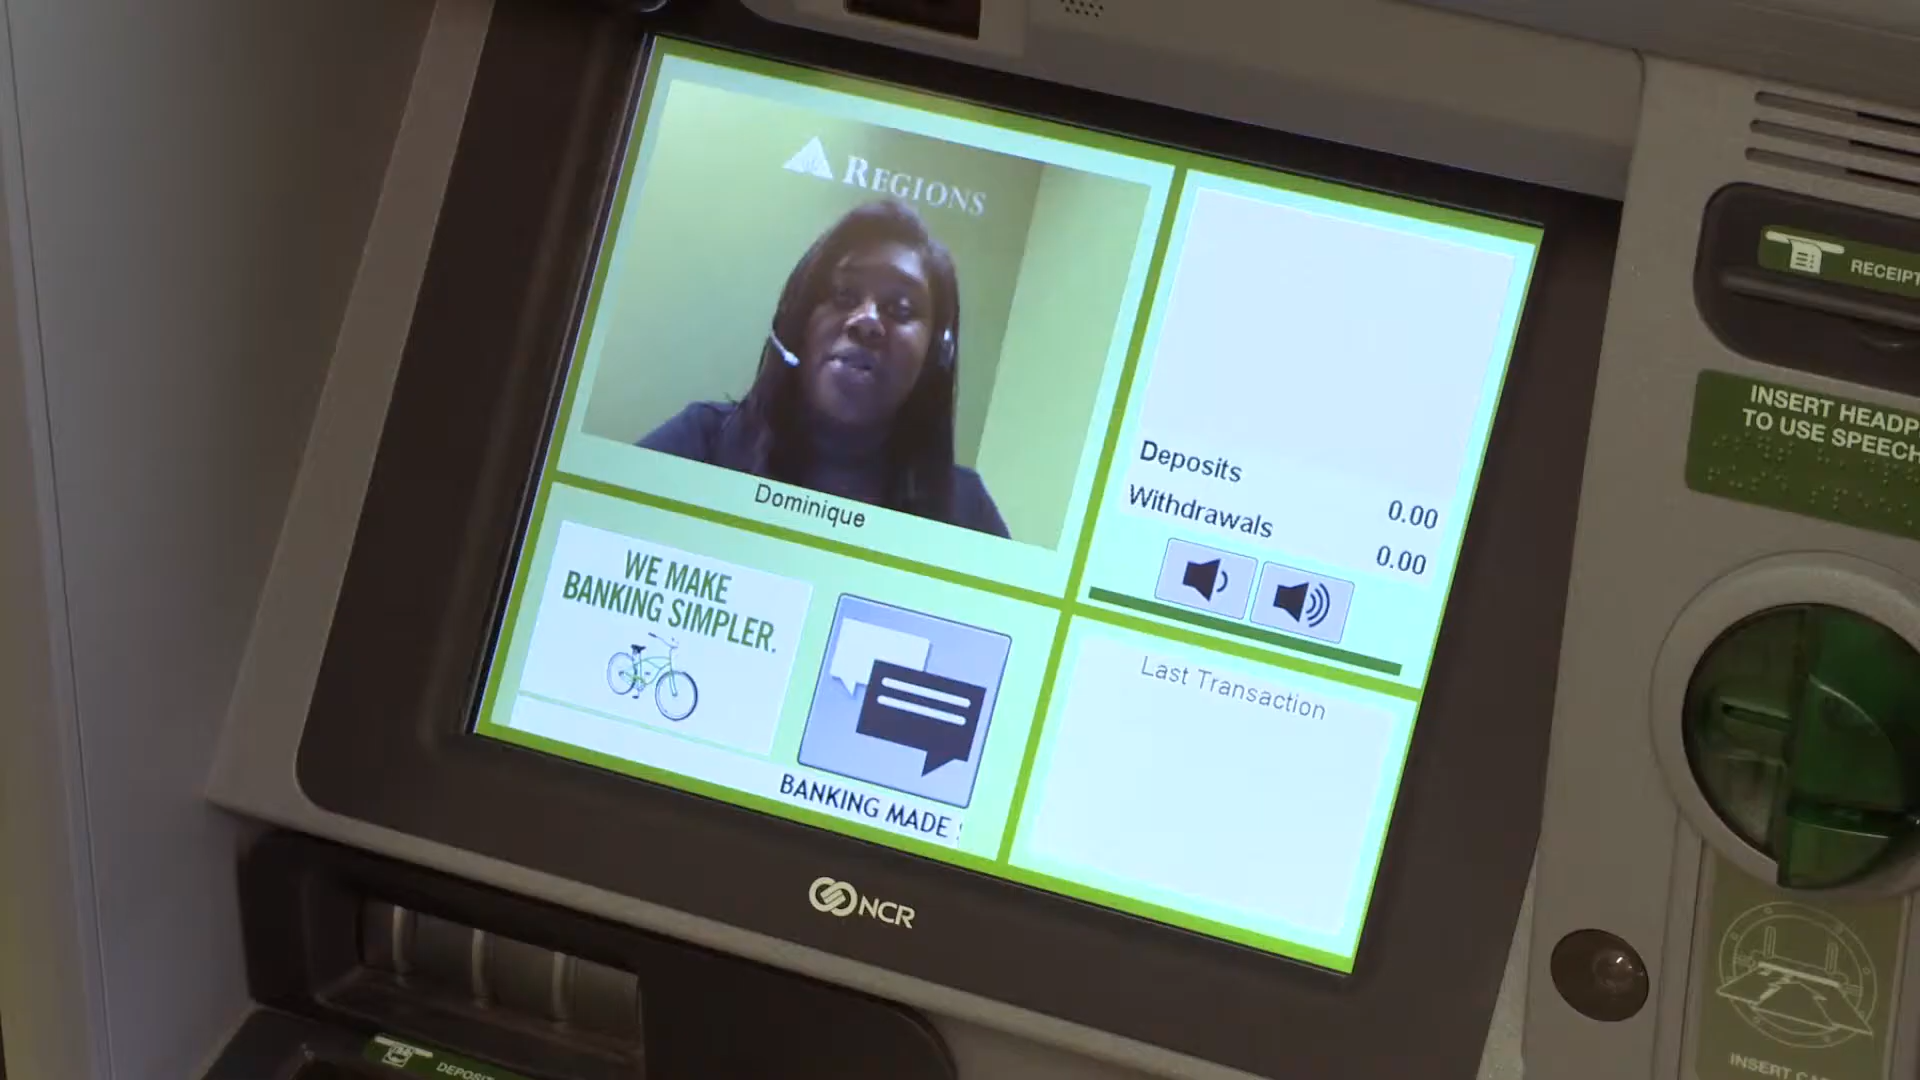 REGIONS
Dominique
Deposits 0.00
Withdrawals 0.00
WE MAKE
BANKING SIMPLER.
BANKING MADE
Last Transaction
NCR
RECEIPT
INSERT HEADP
TO USE SPEECH
INSERT CA
DEPOSIT